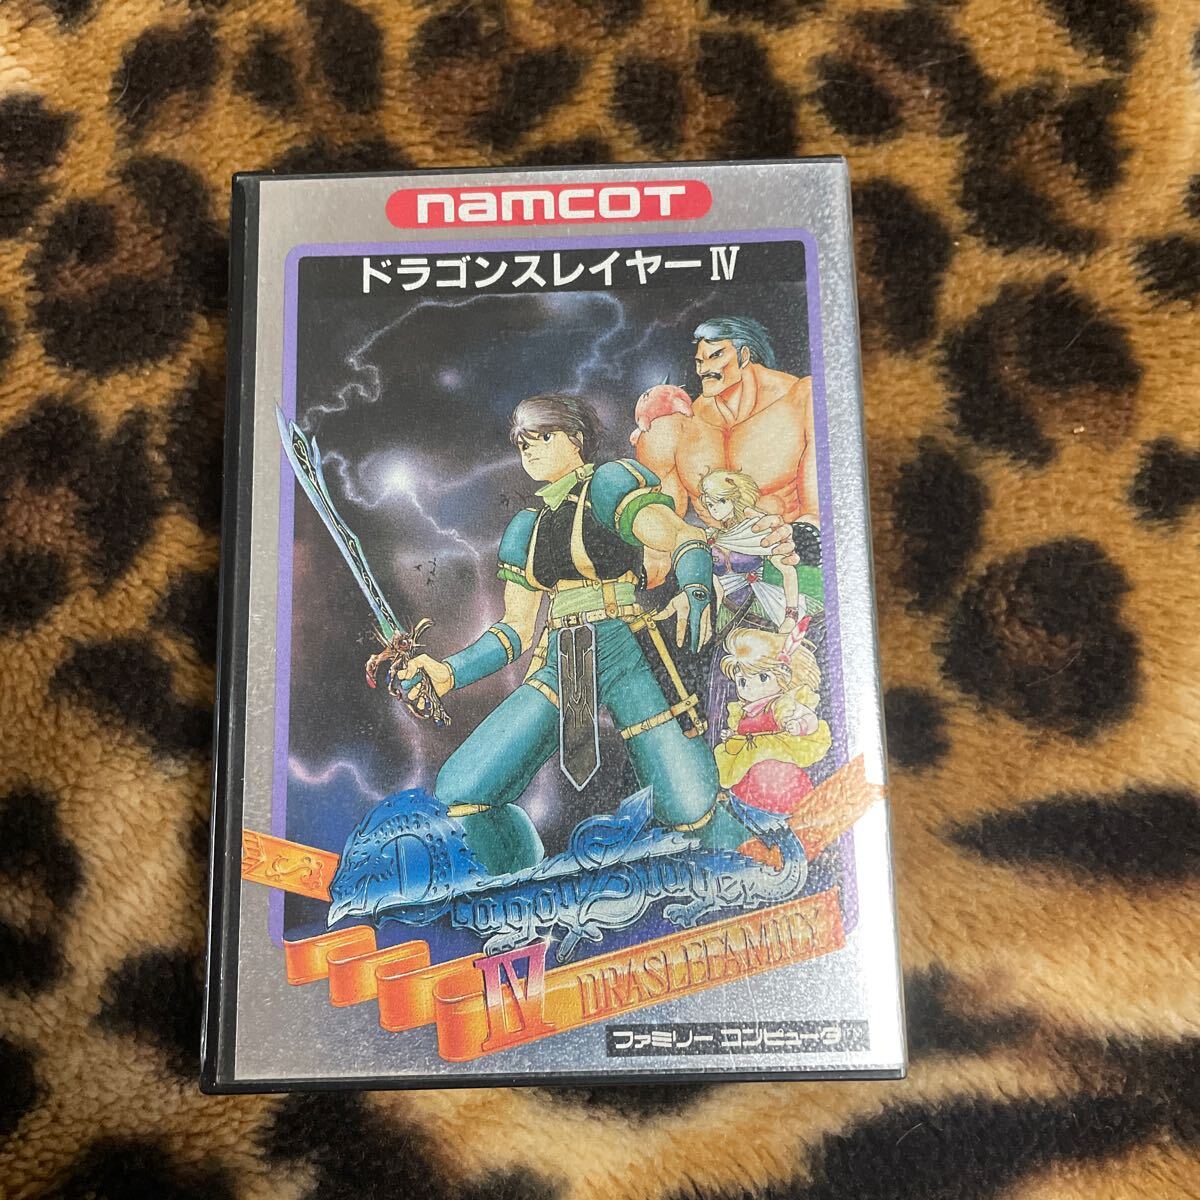 namcot
ドラゴンスレイヤーⅣ
Dragon Slayer
IV DRASLE FAMILY
ファミリー コンピュータ